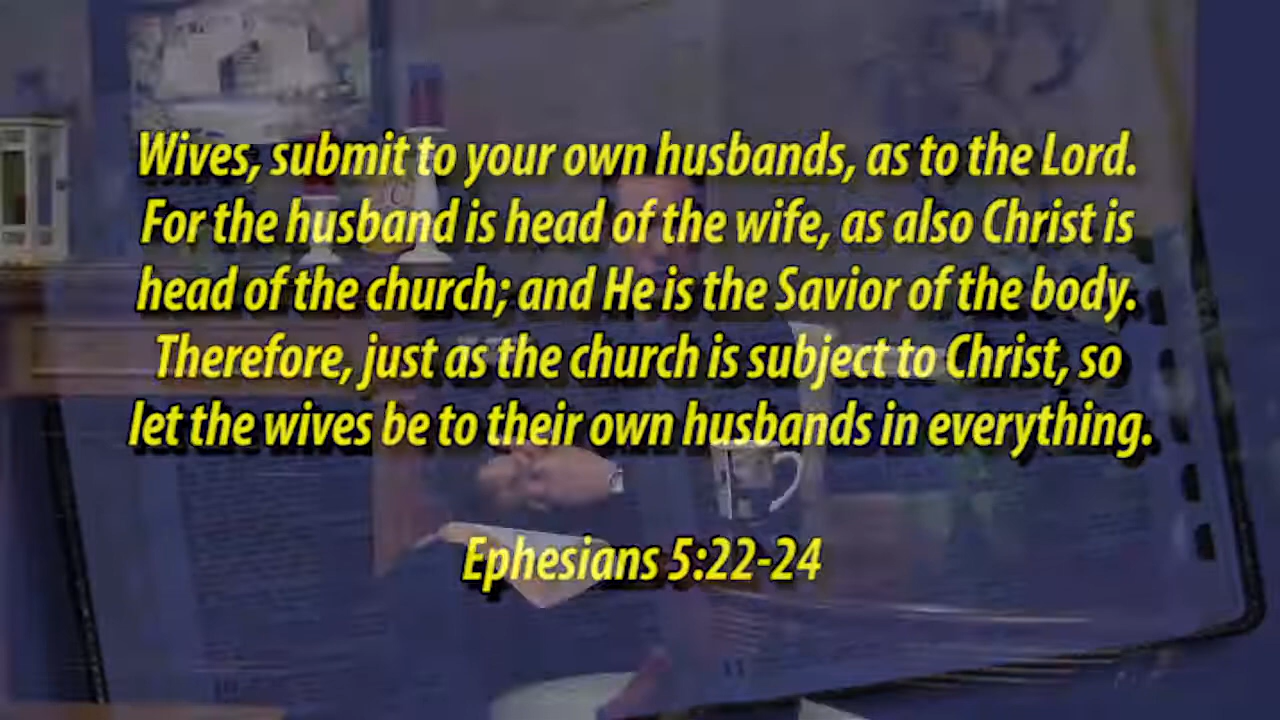 Wives, submit to your own husbands, as to the Lord.
For the husband is head of the wife, as also Christ is
head of the church; and He is the Savior of the body.
Therefore, just as the church is subject to Christ, so
let the wives be to their own husbands in everything.
Ephesians 5:22-24